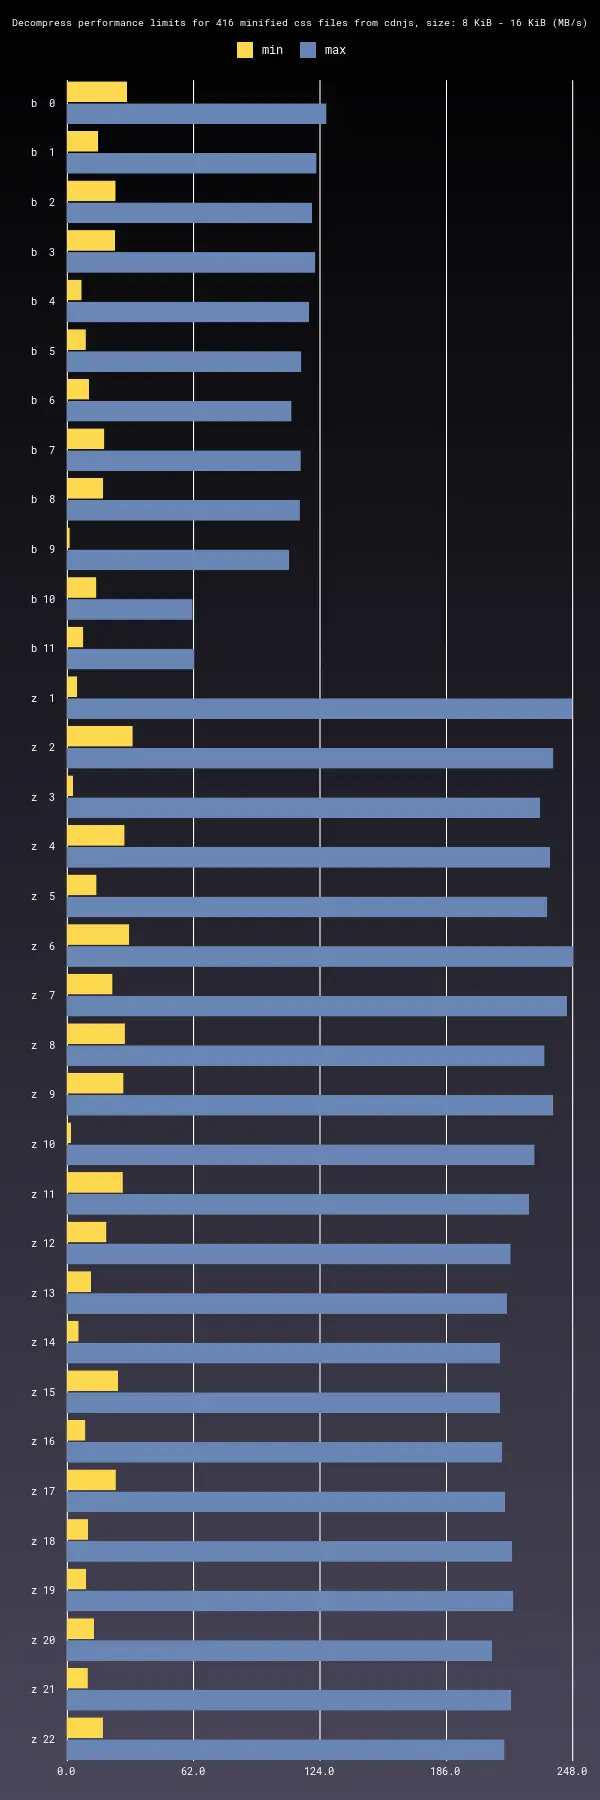 Decompress performance limits for 416 minified css files from cdnjs, size: 8 KiB - 16 KiB (MB/s)
min max
b 0
b 1
b 2
b 3
b 4
b 5
b 6
b 7
b 8
b 9
b 10
b 11
z 1
z 2
z 3
z 4
z 5
z 6
z 7
z 8
z 9
z 10
z 11
z 12
z 13
z 14
z 15
z 16
z 17
z 18
z 19
z 20
z 21
z 22
0.0 62.0 124.0 186.0 248.0